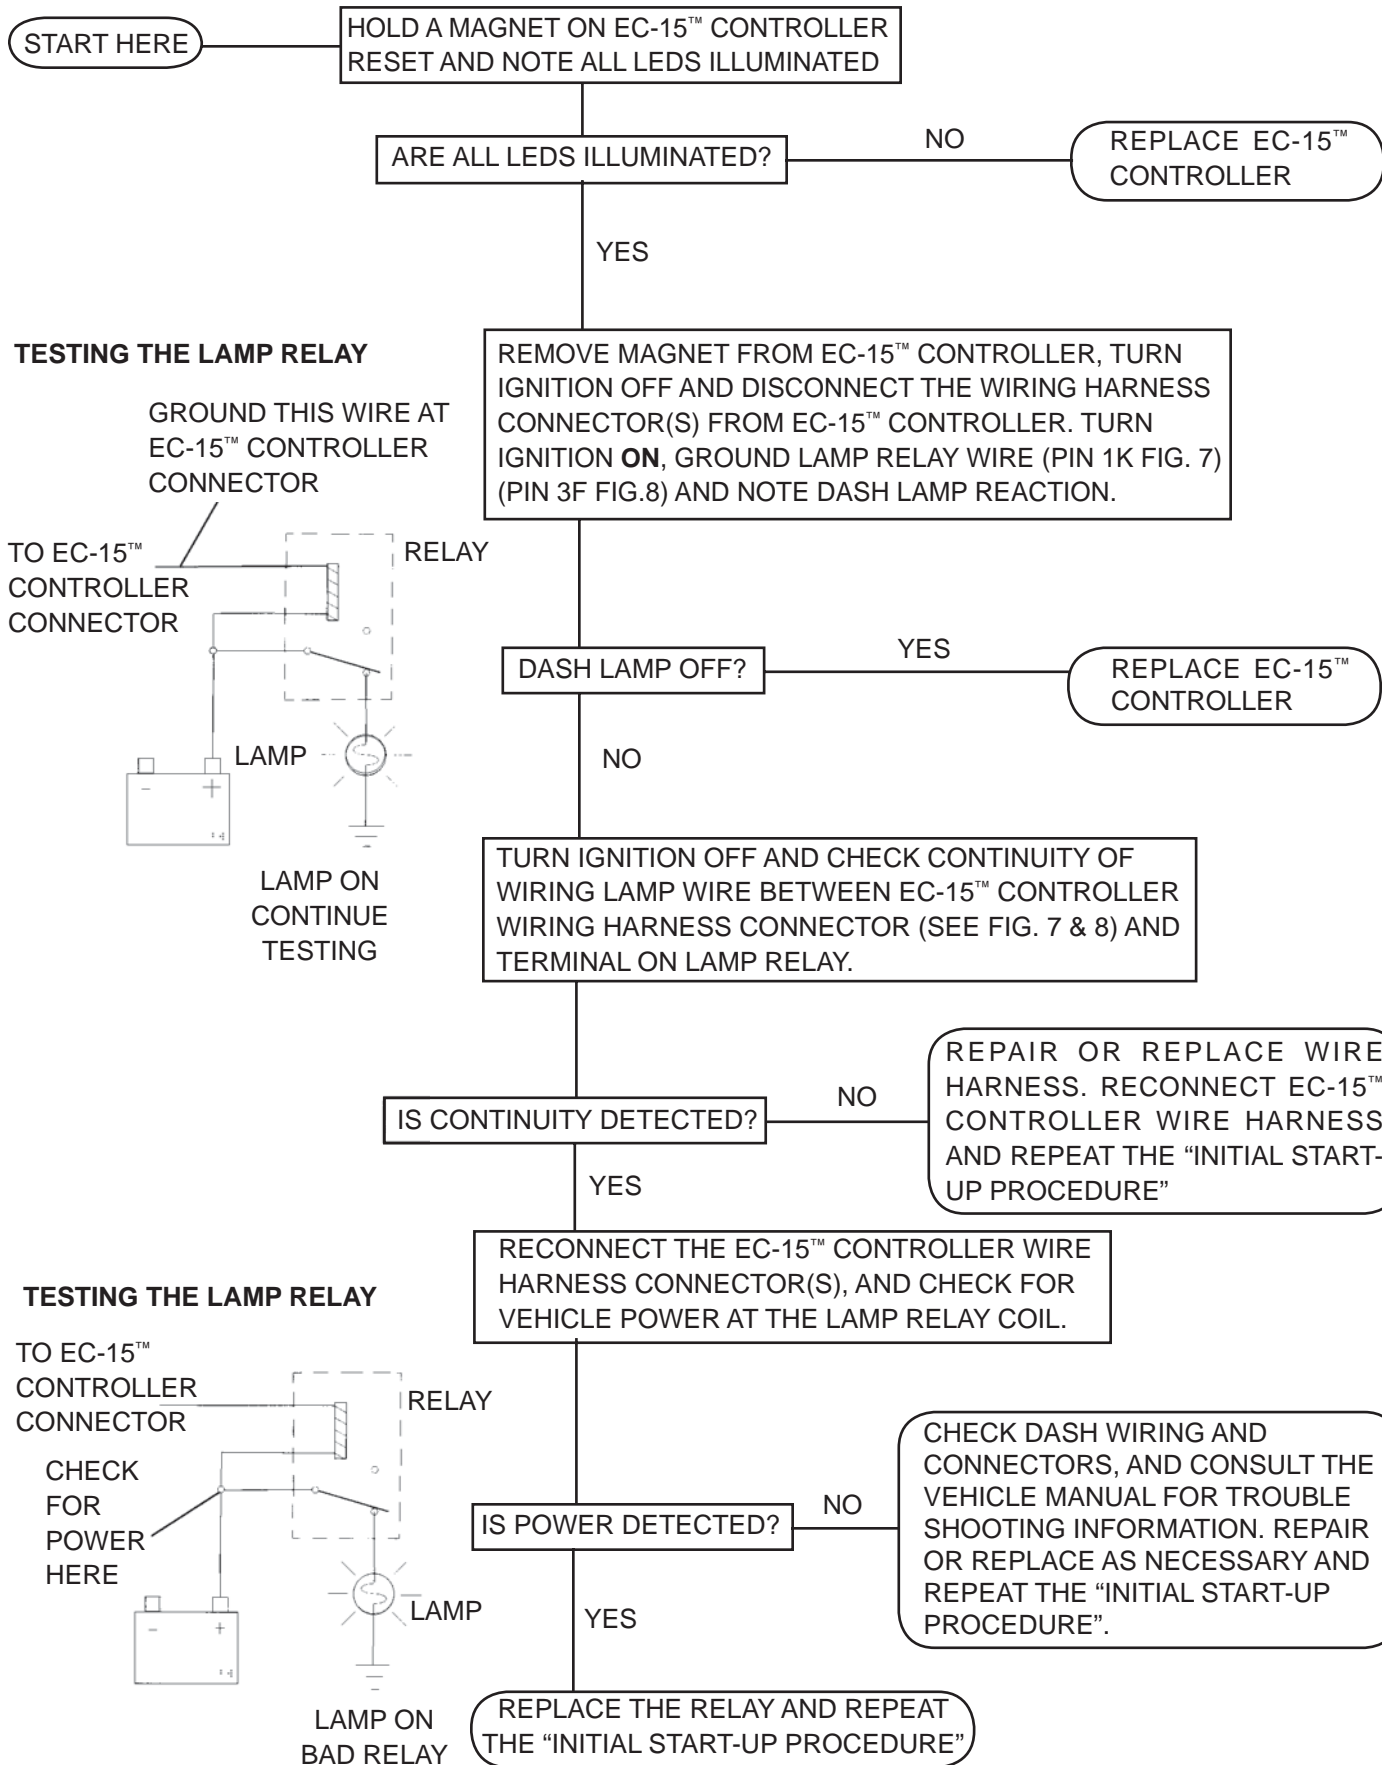 START HERE
HOLD A MAGNET ON EC-15™ CONTROLLER
RESET AND NOTE ALL LEDS ILLUMINATED
ARE ALL LEDS ILLUMINATED?
NO
REPLACE EC-15™
CONTROLLER
YES
REMOVE MAGNET FROM EC-15™ CONTROLLER, TURN
IGNITION OFF AND DISCONNECT THE WIRING HARNESS
CONNECTOR(S) FROM EC-15™ CONTROLLER. TURN
IGNITION ON, GROUND LAMP RELAY WIRE (PIN 1K FIG. 7)
(PIN 3F FIG.8) AND NOTE DASH LAMP REACTION.
TESTING THE LAMP RELAY
GROUND THIS WIRE AT
EC-15™ CONTROLLER
CONNECTOR
TO EC-15™
CONTROLLER
CONNECTOR
RELAY
LAMP
- +
LAMP ON
CONTINUE
TESTING
DASH LAMP OFF?
YES
REPLACE EC-15™
CONTROLLER
NO
TURN IGNITION OFF AND CHECK CONTINUITY OF
WIRING LAMP WIRE BETWEEN EC-15™ CONTROLLER
WIRING HARNESS CONNECTOR (SEE FIG. 7 & 8) AND
TERMINAL ON LAMP RELAY.
IS CONTINUITY DETECTED?
NO
REPAIR OR REPLACE WIRE
HARNESS. RECONNECT EC-15™
CONTROLLER WIRE HARNESS
AND REPEAT THE “INITIAL START-
UP PROCEDURE”
YES
RECONNECT THE EC-15™ CONTROLLER WIRE
HARNESS CONNECTOR(S), AND CHECK FOR
VEHICLE POWER AT THE LAMP RELAY COIL.
TESTING THE LAMP RELAY
TO EC-15™
CONTROLLER
CONNECTOR
RELAY
CHECK
FOR
POWER
HERE
LAMP
- +
LAMP ON
BAD RELAY
IS POWER DETECTED?
NO
CHECK DASH WIRING AND
CONNECTORS, AND CONSULT THE
VEHICLE MANUAL FOR TROUBLE
SHOOTING INFORMATION. REPAIR
OR REPLACE AS NECESSARY AND
REPEAT THE “INITIAL START-UP
PROCEDURE”.
YES
REPLACE THE RELAY AND REPEAT
THE “INITIAL START-UP PROCEDURE”